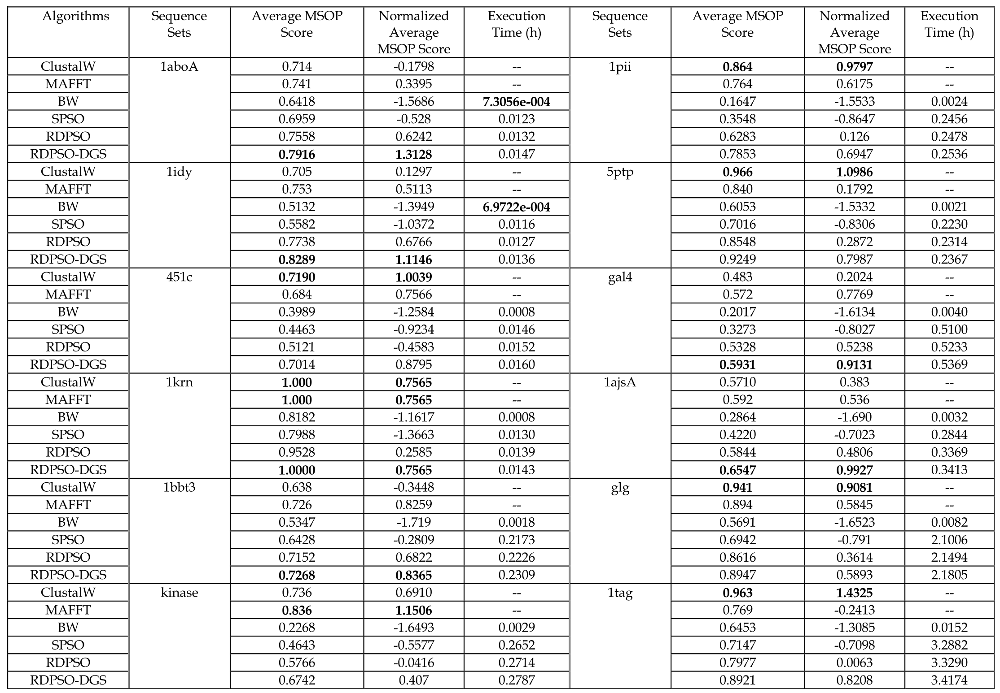 Algorithms Sequence Sets Average MSOP Score Normalized Average MSOP Score Execution Time (h) Sequence Sets Average MSOP Score Normalized Average MSOP Score Execution Time (h)
ClustalW 1aboA 0.714 -0.1798 -- 1pii 0.864 0.9797 --
MAFFT 0.741 0.3395 -- 0.764 0.6175 --
BW 0.6418 -1.5686 7.3056e-004 0.1647 -1.5533 0.0024
SPSO 0.6959 -0.528 0.0123 0.3548 -0.8647 0.2456
RDPSO 0.7558 0.6242 0.0132 0.6283 0.126 0.2478
RDPSO-DGS 0.7916 1.3128 0.0147 0.7853 0.6947 0.2536
ClustalW 1idy 0.705 0.1297 -- 5ptp 0.966 1.0986 --
MAFFT 0.753 0.5113 -- 0.840 0.1792 --
BW 0.5132 -1.3949 6.9722e-004 0.6053 -1.5332 0.0021
SPSO 0.5582 -1.0372 0.0116 0.7016 -0.8306 0.2230
RDPSO 0.7738 0.6766 0.0127 0.8548 0.2872 0.2314
RDPSO-DGS 0.8289 1.1146 0.0136 0.9249 0.7987 0.2367
ClustalW 451c 0.7190 1.0039 -- gal4 0.483 0.2024 --
MAFFT 0.684 0.7566 -- 0.572 0.7769 --
BW 0.3989 -1.2584 0.0008 0.2017 -1.6134 0.0040
SPSO 0.4463 -0.9234 0.0146 0.3273 -0.8027 0.5100
RDPSO 0.5121 -0.4583 0.0152 0.5328 0.5238 0.5233
RDPSO-DGS 0.7014 0.8795 0.0160 0.5931 0.9131 0.5369
ClustalW 1krn 1.000 0.7565 -- 1ajsA 0.5710 0.383 --
MAFFT 1.000 0.7565 -- 0.592 0.536 --
BW 0.8182 -1.1617 0.0008 0.2864 -1.690 0.0032
SPSO 0.7988 -1.3663 0.0130 0.4220 -0.7023 0.2844
RDPSO 0.9528 0.2585 0.0139 0.5844 0.4806 0.3369
RDPSO-DGS 1.0000 0.7565 0.0143 0.6547 0.9927 0.3413
ClustalW 1bbt3 0.638 -0.3448 -- glg 0.941 0.9081 --
MAFFT 0.726 0.8259 -- 0.894 0.5845 --
BW 0.5347 -1.719 0.0018 0.5691 -1.6523 0.0082
SPSO 0.6428 -0.2809 0.2173 0.6942 -0.791 2.1006
RDPSO 0.7152 0.6822 0.2226 0.8616 0.3614 2.1494
RDPSO-DGS 0.7268 0.8365 0.2309 0.8947 0.5893 2.1805
ClustalW kinase 0.736 0.6910 -- 1tag 0.963 1.4325 --
MAFFT 0.836 1.1506 -- 0.769 -0.2413 --
BW 0.2268 -1.6493 0.0029 0.6453 -1.3085 0.0152
SPSO 0.4643 -0.5577 0.2652 0.7147 -0.7098 3.2882
RDPSO 0.5766 -0.0416 0.2714 0.7977 0.0063 3.3290
RDPSO-DGS 0.6742 0.407 0.2787 0.8921 0.8208 3.4174